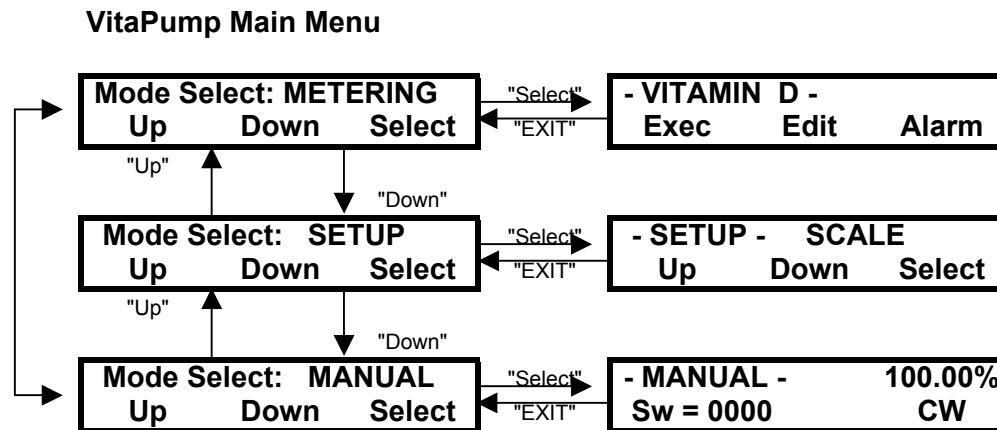 VitaPump Main Menu
Mode Select: METERING
Up Down Select
"Select"
"EXIT"
- VITAMIN D -
Exec Edit Alarm
"Up"
"Down"
Mode Select: SETUP
Up Down Select
"Select"
"EXIT"
- SETUP - SCALE
Up Down Select
"Up"
"Down"
Mode Select: MANUAL
Up Down Select
"Select"
"EXIT"
- MANUAL - 100.00%
Sw = 0000 CW